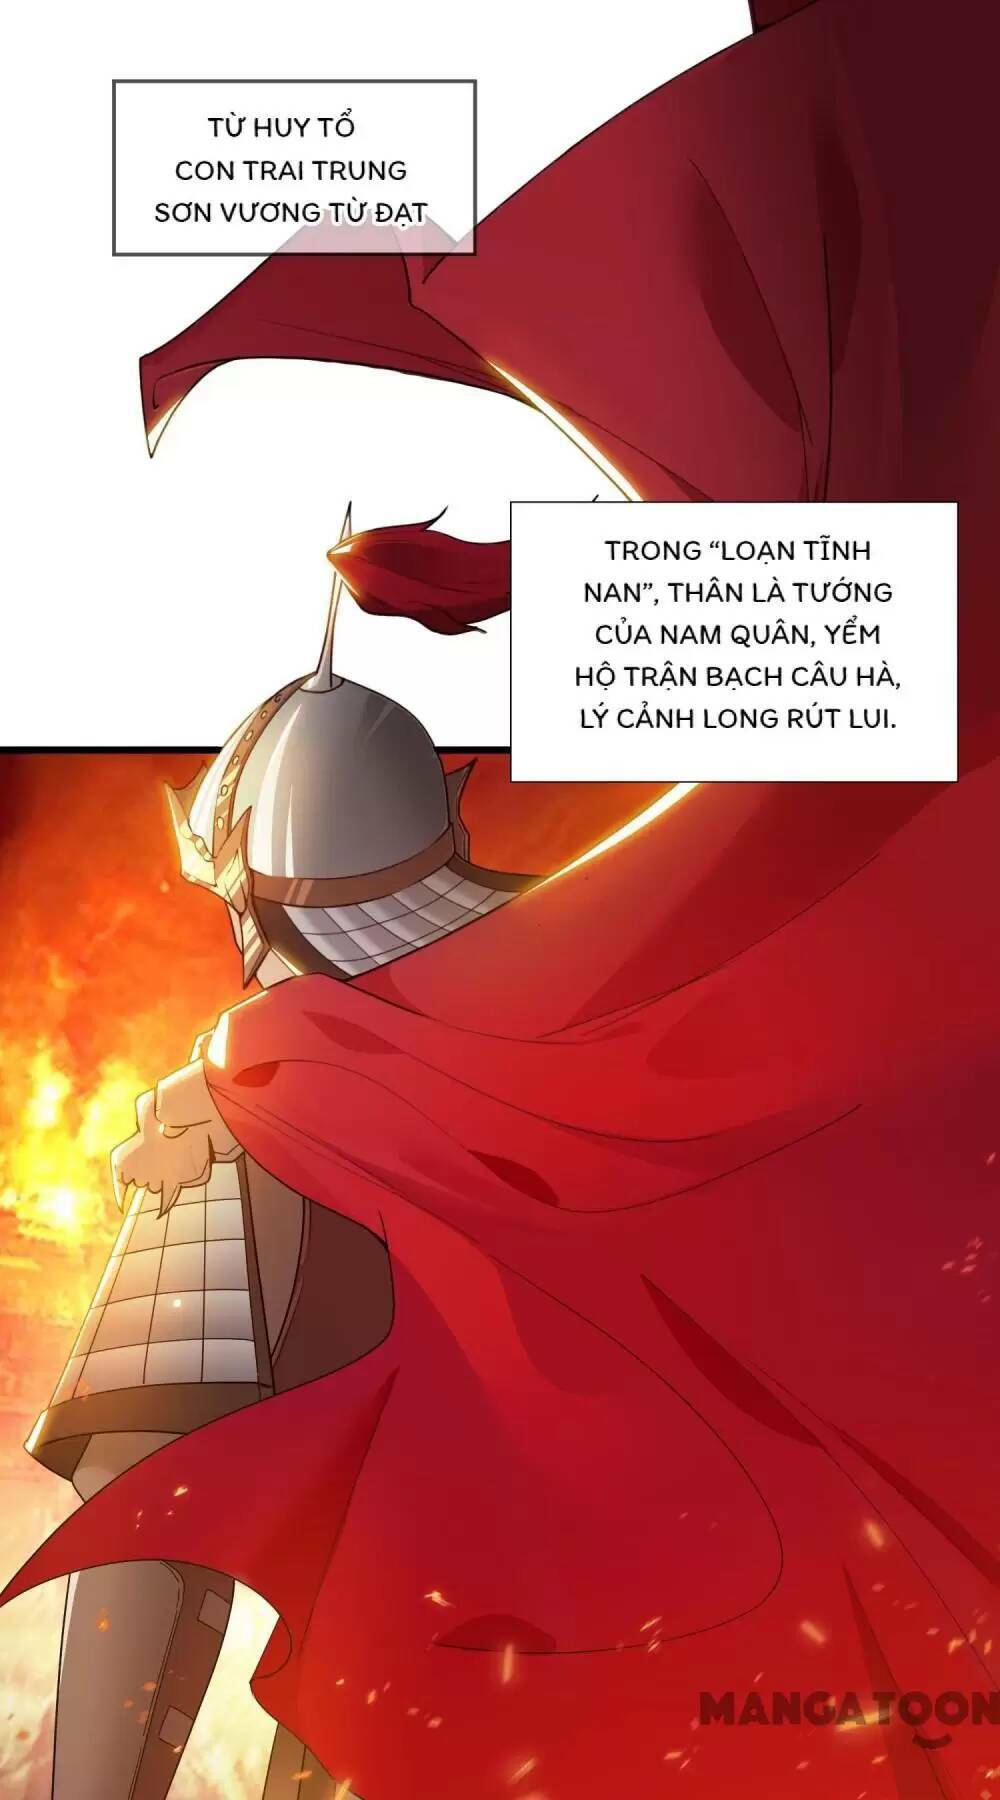 TỪ HUY TỔ
CON TRAI TRUNG
SƠN VƯƠNG TỪ ĐẠT
TRONG “LOẠN TĨNH
NAN”, THÂN LÀ TƯỚNG
CỦA NAM QUÂN, YỂM
HỘ TRẬN BẠCH CÂU HÀ,
LÝ CẢNH LONG RÚT LUI.
MANGATOON